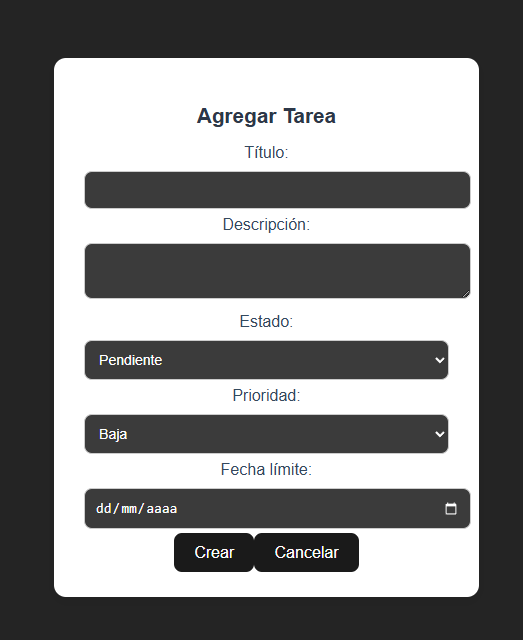 Agregar Tarea
Título:
Descripción:
Estado:
Pendiente
Prioridad:
Baja
Fecha límite:
dd/mm/aaaa
Crear Cancelar